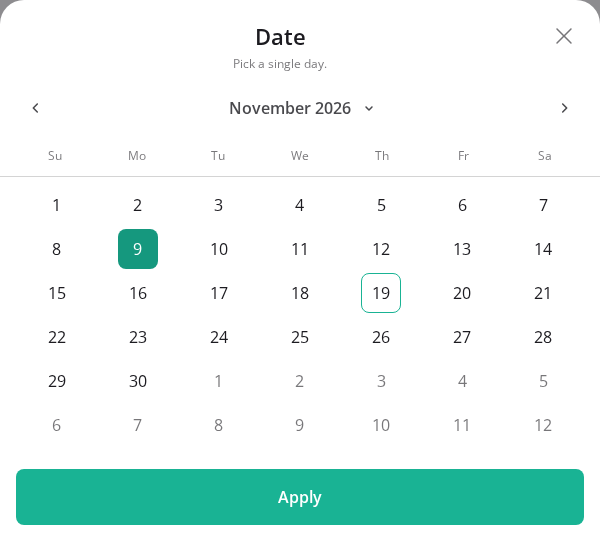 Date
Pick a single day.
November 2026
Su Mo Tu We Th Fr Sa
1 2 3 4 5 6 7
8 9 10 11 12 13 14
15 16 17 18 19 20 21
22 23 24 25 26 27 28
29 30 1 2 3 4 5
6 7 8 9 10 11 12
Apply